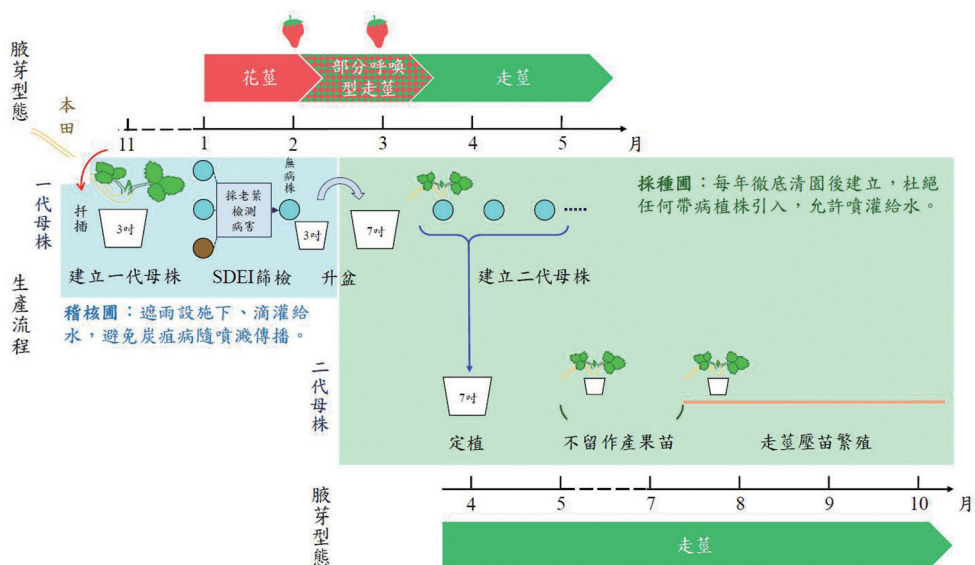 腋芽型態
花莖
部分呼喚
型走莖
走莖
11
1
2
3
4
5
月
本田
一代母株
扦插
3吋
建立一代母株
採老葉
檢測
病害
SDEI篩檢
無病株
3吋
升盆
7吋
建立二代母株
採種圃：每年徹底清園後建立，杜絕
任何帶病植株引入，允許噴灌給水。
生產流程
稽核圃：遮雨設施下、滴灌給
水，避免炭疽病隨噴濺傳播。
二代母株
7吋
定植
不留作產果苗
走莖壓苗繁殖
腋芽型態
4
5
7
8
9
10
月
走莖